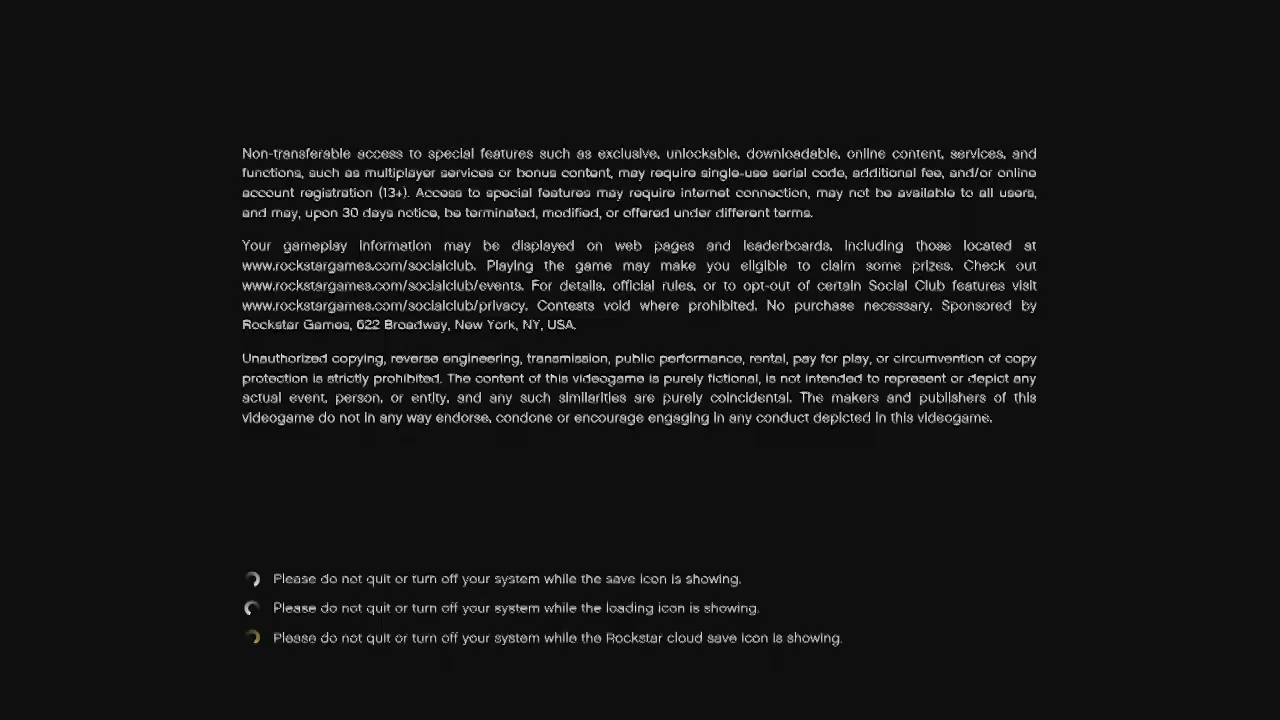 Non-transferable access to special features such as exclusive, unlockable, downloadable, online content, services, and
functions, such as multiplayer services or bonus content, may require single-use serial code, additional fee, and/or online
account registration (13+). Access to special features may require internet connection, may not be available to all users,
and may, upon 30 days notice, be terminated, modified, or offered under different terms.
Your gameplay information may be displayed on web pages and leaderboards, including those located at
www.rockstargames.com/socialclub. Playing the game may make you eligible to claim some prizes. Check out
www.rockstargames.com/socialclub/events. For details, official rules, or to opt-out of certain Social Club features visit
www.rockstargames.com/socialclub/privacy. Contests void where prohibited. No purchase necessary. Sponsored by
Rockstar Games, 622 Broadway, New York, NY, USA.
Unauthorized copying, reverse engineering, transmission, public performance, rental, pay for play, or circumvention of copy
protection is strictly prohibited. The content of this videogame is purely fictional, is not intended to represent or depict any
actual event, person, or entity, and any such similarities are purely coincidental. The makers and publishers of this
videogame do not in any way endorse, condone or encourage engaging in any conduct depicted in this videogame.
Please do not quit or turn off your system while the save icon is showing.
Please do not quit or turn off your system while the loading icon is showing.
Please do not quit or turn off your system while the Rockstar cloud save icon is showing.